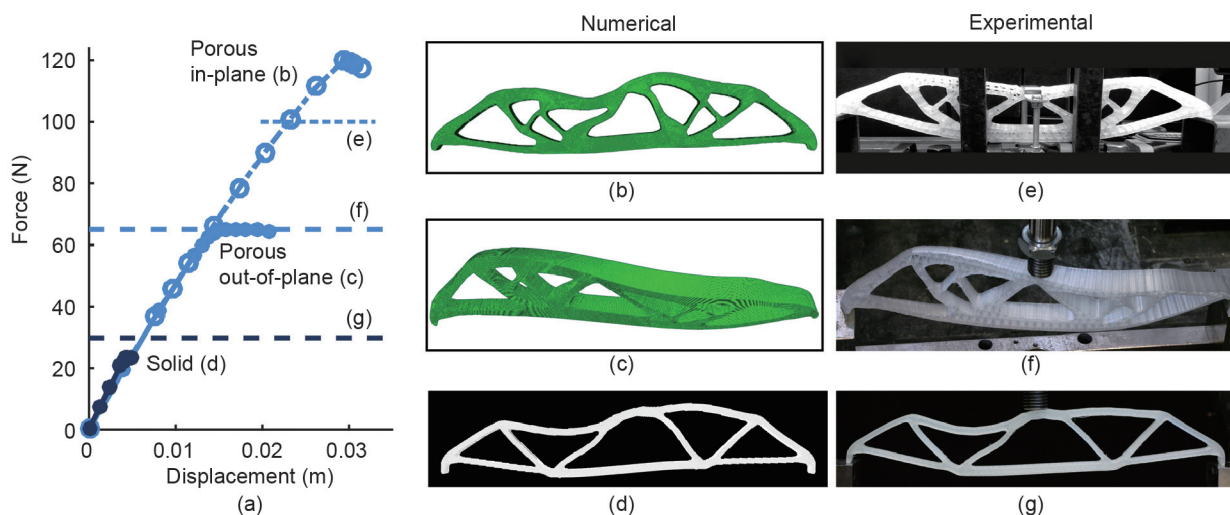 Numerical
Experimental
Force (N)
120
100
80
60
40
20
0
0
0.01
0.02
0.03
Displacement (m)
Porous
in-plane (b)
(e)
(f)
Porous
out-of-plane (c)
(g)
Solid (d)
(a)
(b)
(e)
(c)
(f)
(d)
(g)